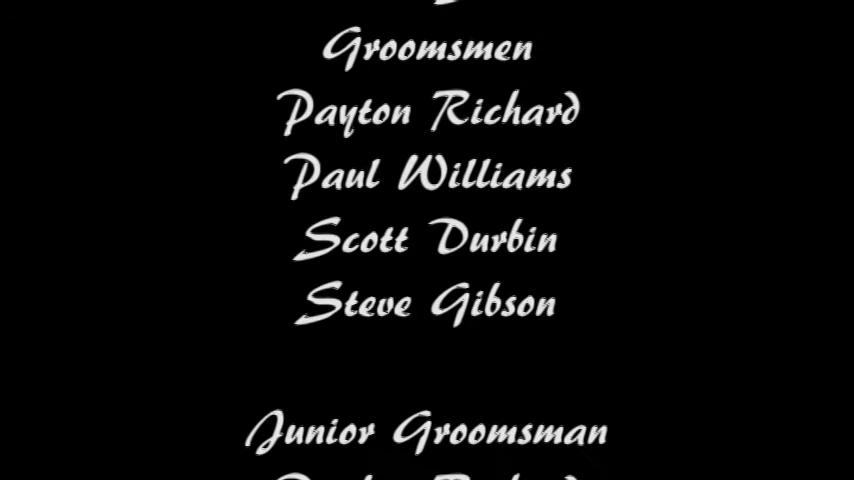 Groomsmen
Payton Richard
Paul Williams
Scott Durbin
Steve Gibson
Junior Groomsman